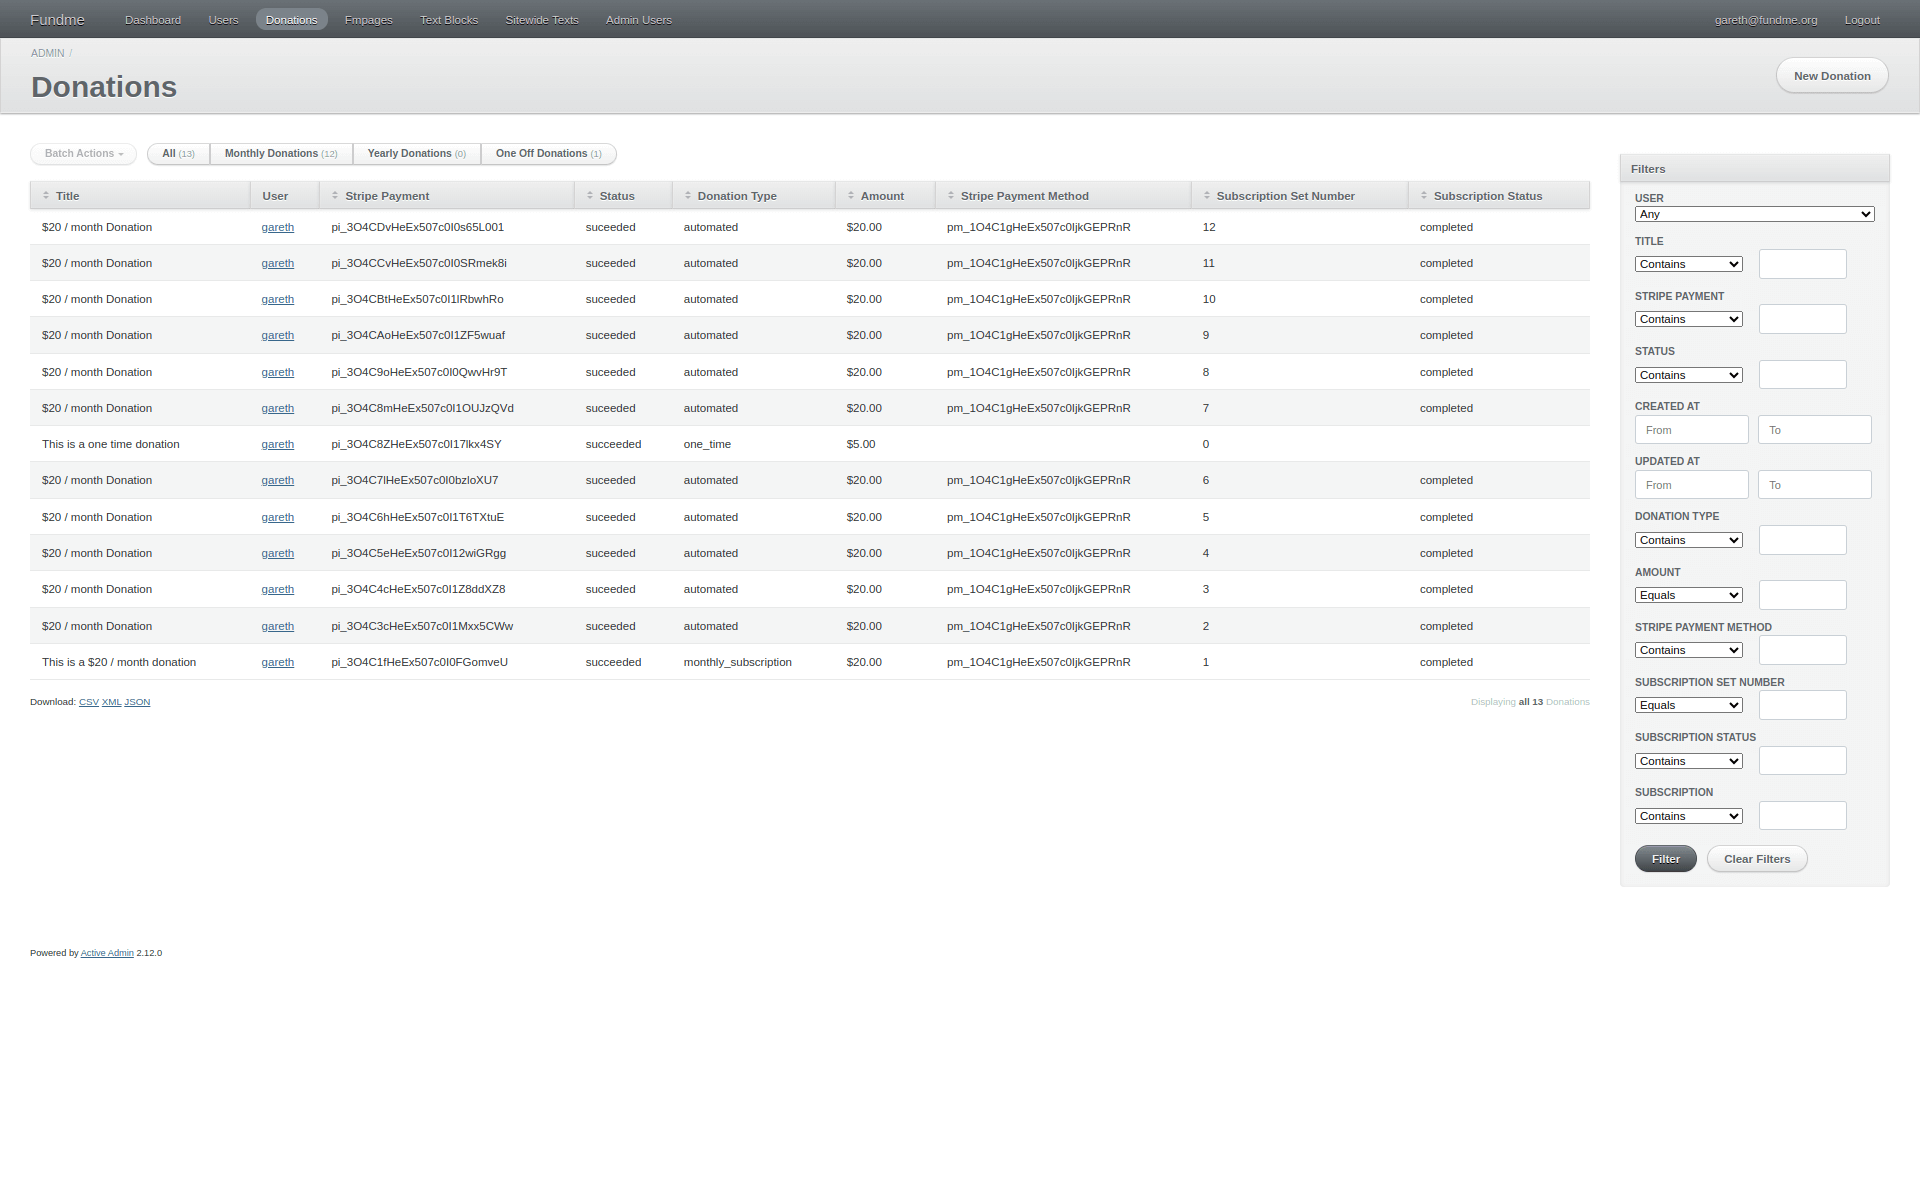 Fundme Dashboard Users Donations Fmpages Text Blocks Sitewide Texts Admin Users gareth@fundme.org Logout
ADMIN /
Donations
New Donation
Batch Actions All (13) Monthly Donations (12) Yearly Donations (0) One Off Donations (1)
Title User Stripe Payment Status Donation Type Amount Stripe Payment Method Subscription Set Number Subscription Status
$20 / month Donation gareth pi_3O4CDvHeEx507c0I0s65L001 suceeded automated $20.00 pm_1O4C1gHeEx507c0IjkGEPRnR 12 completed
$20 / month Donation gareth pi_3O4CCvHeEx507c0I0SRmek8i suceeded automated $20.00 pm_1O4C1gHeEx507c0IjkGEPRnR 11 completed
$20 / month Donation gareth pi_3O4CBtHeEx507c0I1lRbwhRo suceeded automated $20.00 pm_1O4C1gHeEx507c0IjkGEPRnR 10 completed
$20 / month Donation gareth pi_3O4CAoHeEx507c0I1ZF5wuaf suceeded automated $20.00 pm_1O4C1gHeEx507c0IjkGEPRnR 9 completed
$20 / month Donation gareth pi_3O4C9oHeEx507c0I0QwvHr9T suceeded automated $20.00 pm_1O4C1gHeEx507c0IjkGEPRnR 8 completed
$20 / month Donation gareth pi_3O4C8mHeEx507c0I1OUJzQVd suceeded automated $20.00 pm_1O4C1gHeEx507c0IjkGEPRnR 7 completed
This is a one time donation gareth pi_3O4C8ZHeEx507c0I17lkx4SY succeeded one_time $5.00 0
$20 / month Donation gareth pi_3O4C7lHeEx507c0I0bzloXU7 suceeded automated $20.00 pm_1O4C1gHeEx507c0IjkGEPRnR 6 completed
$20 / month Donation gareth pi_3O4C6hHeEx507c0I1T6TXtuE suceeded automated $20.00 pm_1O4C1gHeEx507c0IjkGEPRnR 5 completed
$20 / month Donation gareth pi_3O4C5eHeEx507c0I12wiGRgg suceeded automated $20.00 pm_1O4C1gHeEx507c0IjkGEPRnR 4 completed
$20 / month Donation gareth pi_3O4C4cHeEx507c0I1Z8ddXZ8 suceeded automated $20.00 pm_1O4C1gHeEx507c0IjkGEPRnR 3 completed
$20 / month Donation gareth pi_3O4C3cHeEx507c0I1Mxx5CWw suceeded automated $20.00 pm_1O4C1gHeEx507c0IjkGEPRnR 2 completed
This is a $20 / month donation gareth pi_3O4C1fHeEx507c0I0FGomveU succeeded monthly_subscription $20.00 pm_1O4C1gHeEx507c0IjkGEPRnR 1 completed
Download: CSV XML JSON Displaying all 13 Donations
Filters
USER
Any
TITLE
Contains
STRIPE PAYMENT
Contains
STATUS
Contains
CREATED AT
From To
UPDATED AT
From To
DONATION TYPE
Contains
AMOUNT
Equals
STRIPE PAYMENT METHOD
Contains
SUBSCRIPTION SET NUMBER
Equals
SUBSCRIPTION STATUS
Contains
SUBSCRIPTION
Contains
Filter Clear Filters
Powered by Active Admin 2.12.0